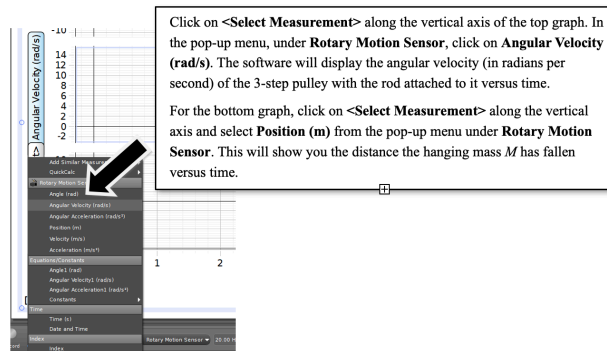 -10
Angular Velocity (rad/s)
14
12
10
8
6
4
2
0
-2
Click on <Select Measurement> along the vertical axis of the top graph. In
the pop-up menu, under Rotary Motion Sensor, click on Angular Velocity
(rad/s). The software will display the angular velocity (in radians per
second) of the 3-step pulley with the rod attached to it versus time.
For the bottom graph, click on <Select Measurement> along the vertical
axis and select Position (m) from the pop-up menu under Rotary Motion
Sensor. This will show you the distance the hanging mass M has fallen
versus time.
Add Similar
QuickCalc
Rotary Motion
Angle (rad)
Angular Velocity (rad/s)
Angular Acceleration (rad/s²)
Position (m)
Velocity (m/s)
Acceleration (m/s²)
Equations/Constants
Angle1 (rad)
Angular Velocity1 (rad/s)
Angular Acceleration1 (rad/s²)
Constants
Time
Time (s)
Date and Time
Index
Index
1 2
Rotary Motion Sensor 20.00